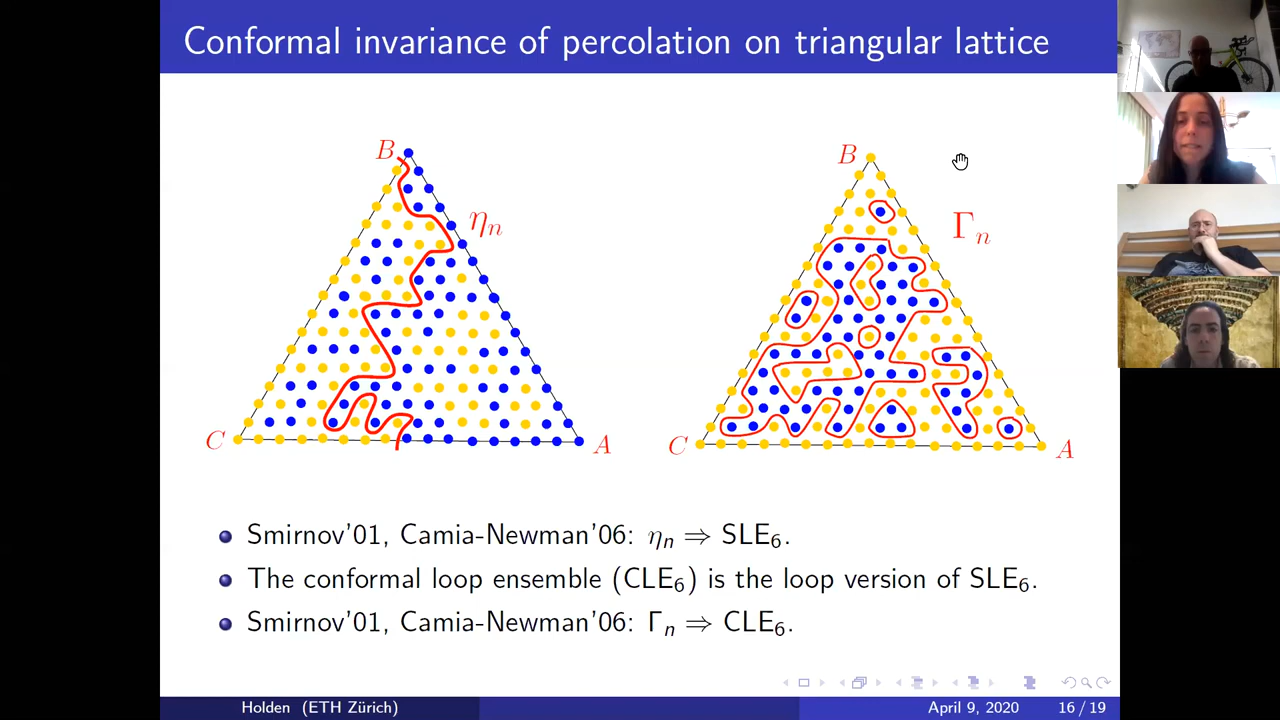 Conformal invariance of percolation on triangular lattice
B
ηn
C
A
B
Γn
C
A
Smirnov'01, Camia-Newman'06: ηn ⇒ SLE6.
The conformal loop ensemble (CLE6) is the loop version of SLE6.
Smirnov'01, Camia-Newman'06: Γn ⇒ CLE6.
Holden (ETH Zürich) April 9, 2020 16 / 19